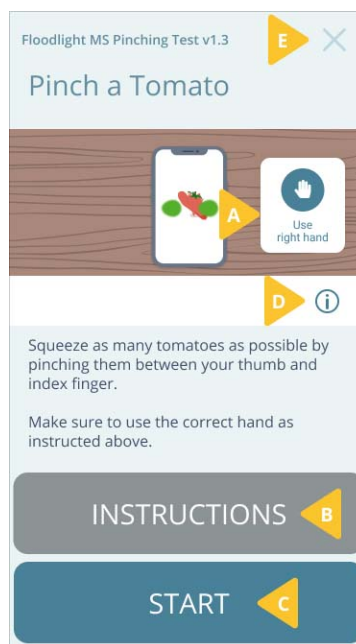 Floodlight MS Pinching Test v1.3
E
Pinch a Tomato
A
Use
right hand
D
i
Squeeze as many tomatoes as possible by
pinching them between your thumb and
index finger.
Make sure to use the correct hand as
instructed above.
INSTRUCTIONS
B
START
C